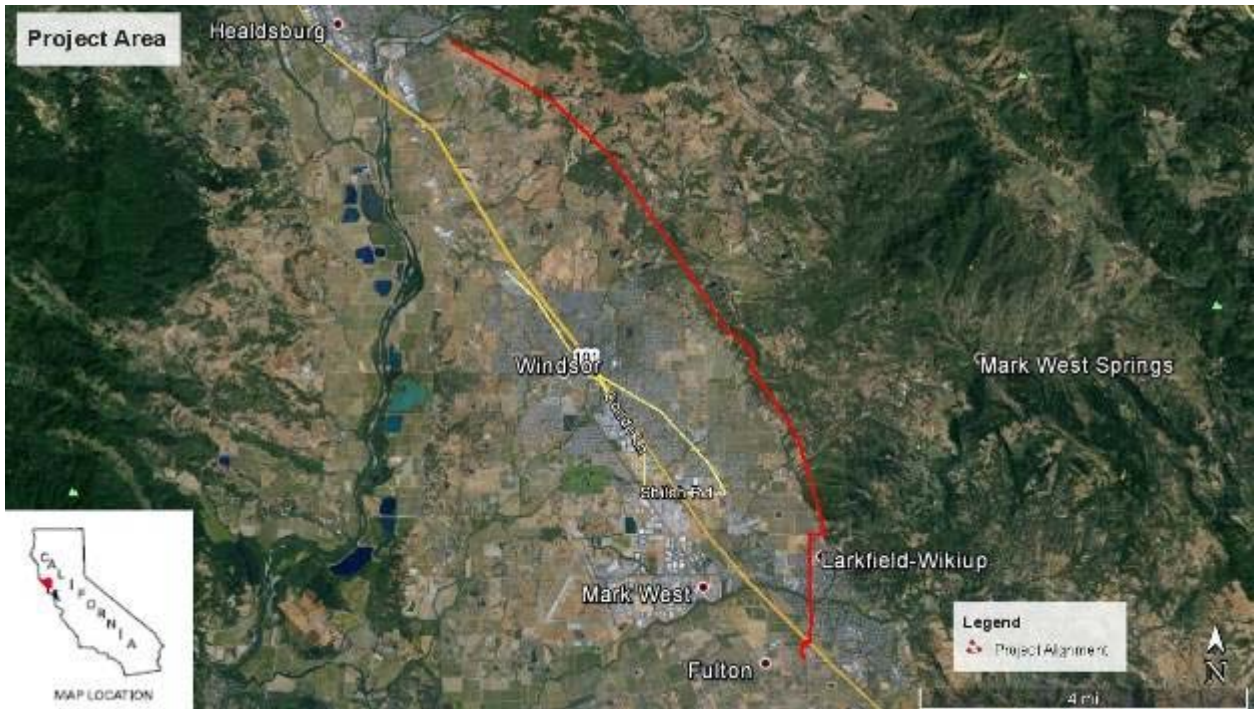 Project Area
Healdsburg
101
Windsor
Mark West Springs
Shiloh Rd
Larkfield-Wikiup
Mark West
Fulton
CALIFORNIA
MAP LOCATION
Legend
Project Alignment
N
4 mi